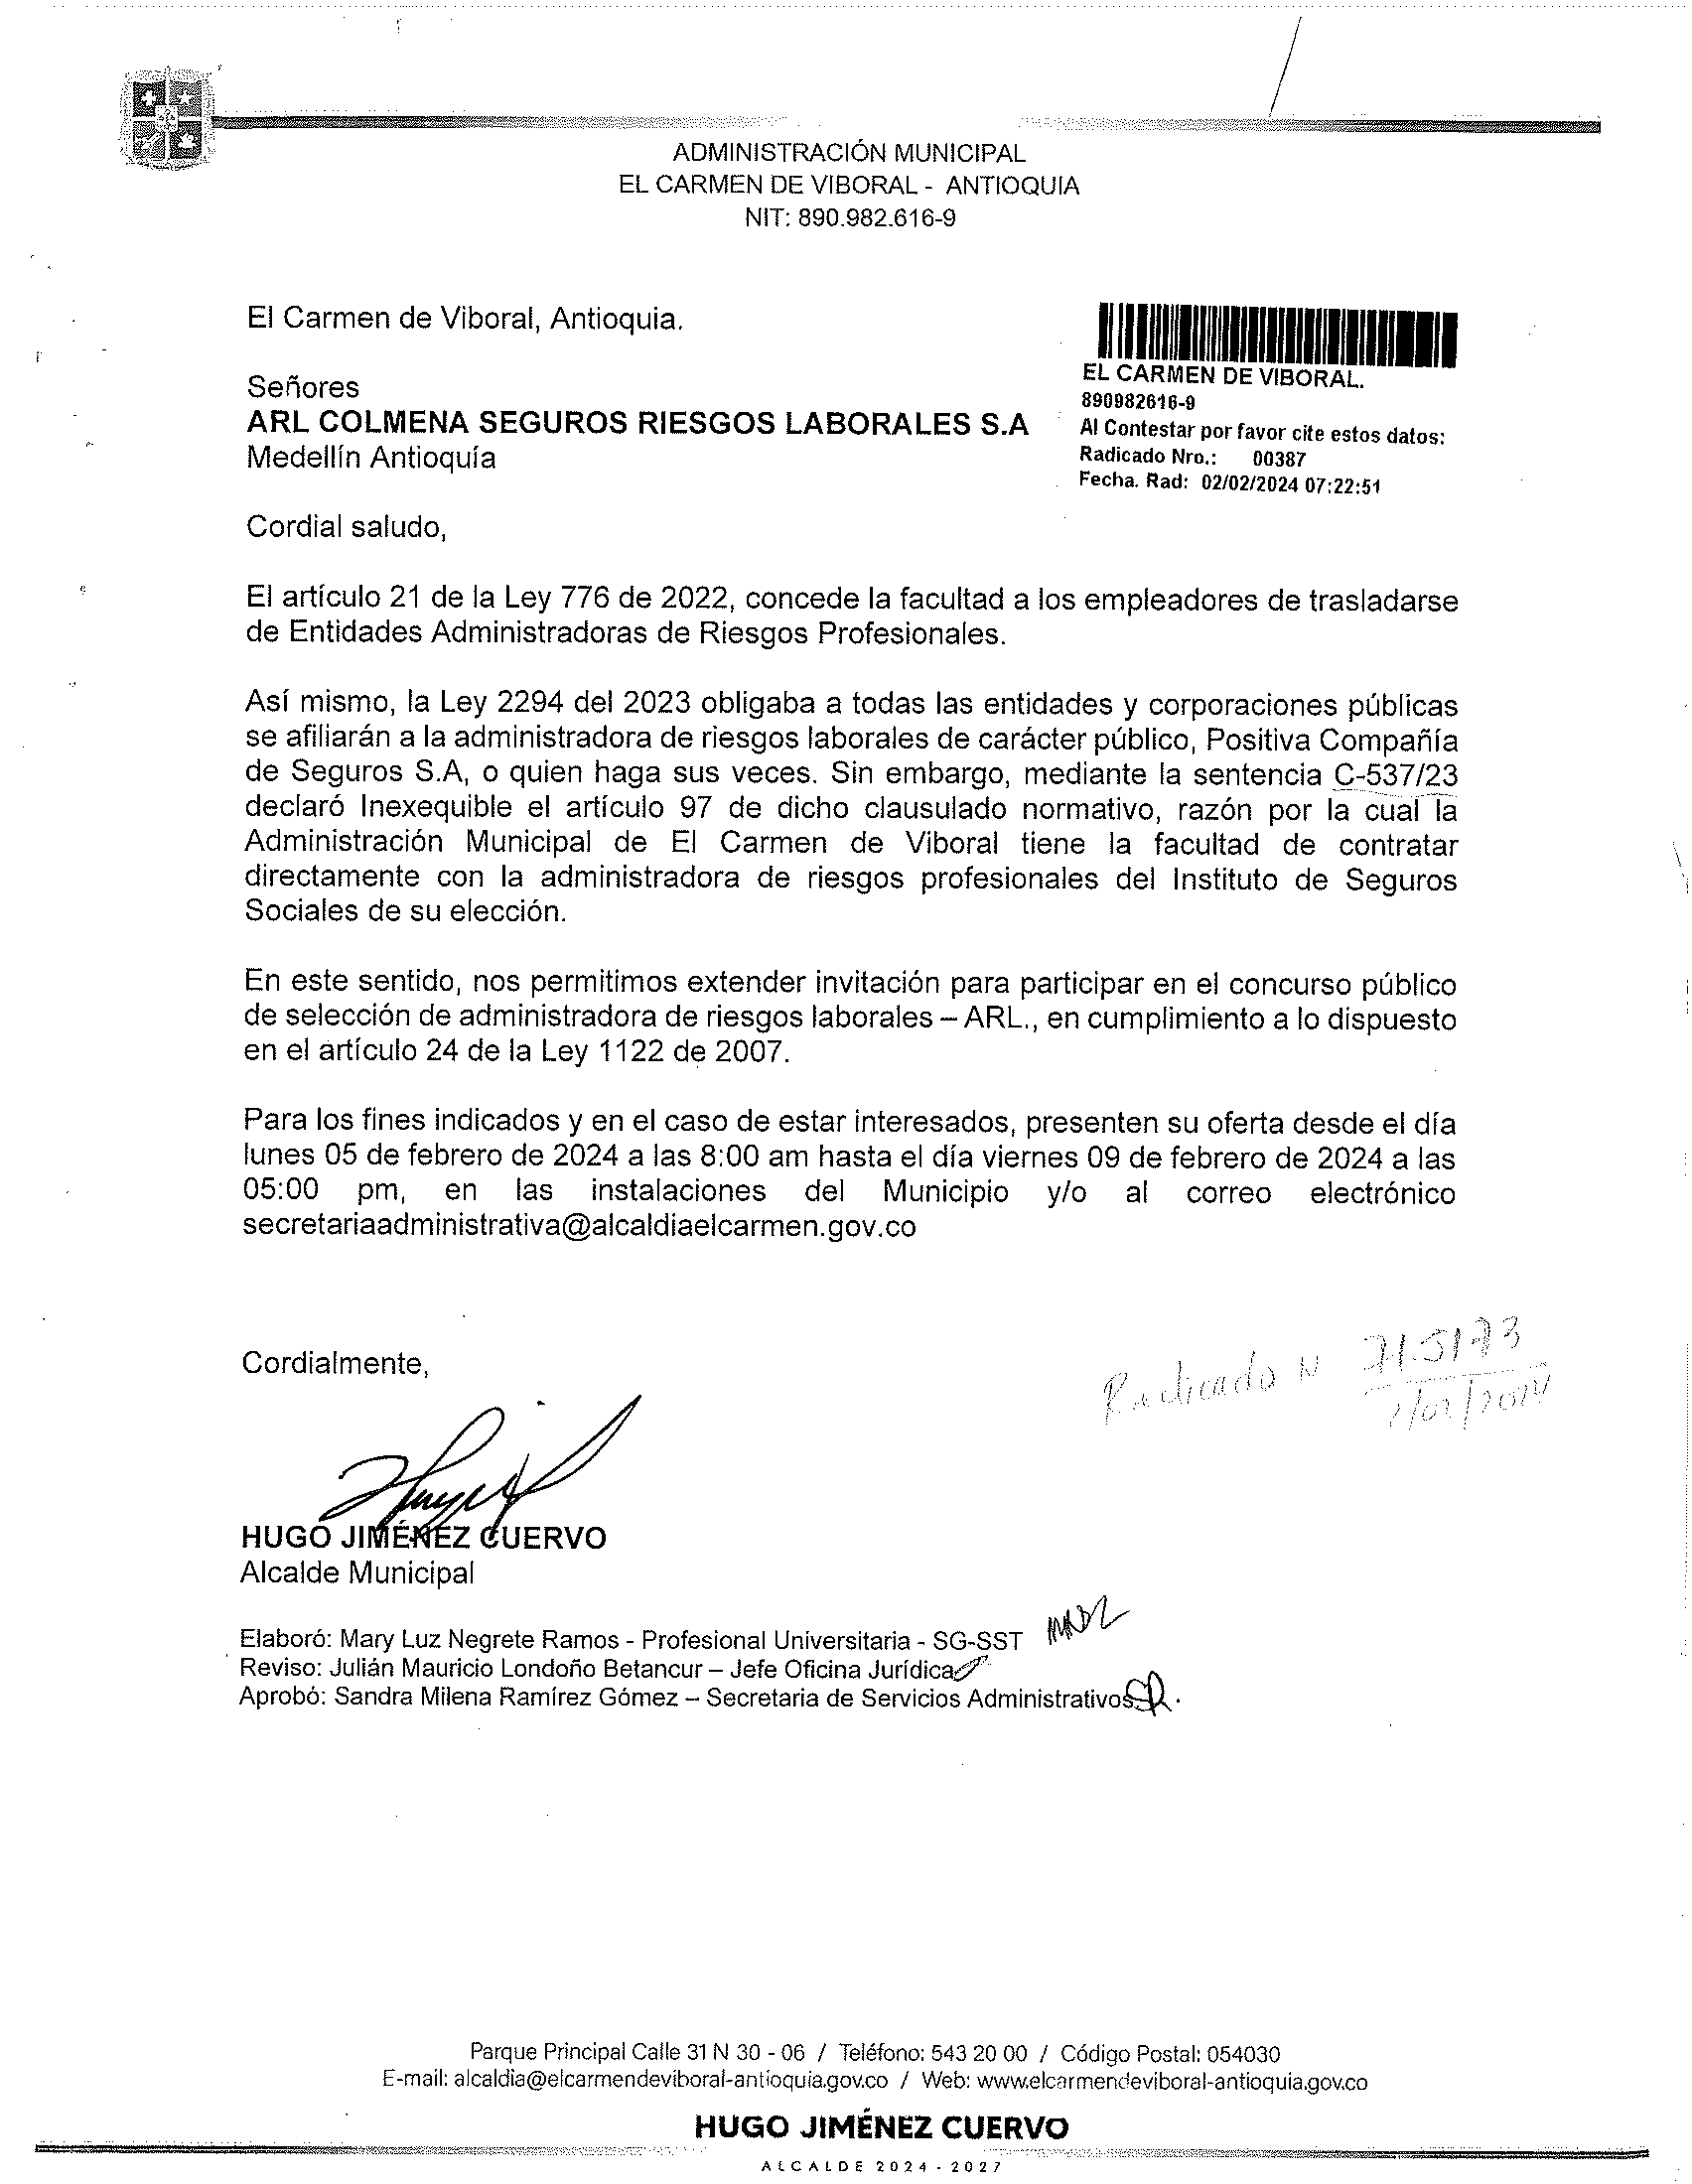 ADMINISTRACIÓN MUNICIPAL
EL CARMEN DE VIBORAL - ANTIOQUIA
NIT: 890.982.616-9
El Carmen de Viboral, Antioquia.
EL CARMEN DE VIBORAL.
890982616-9
Al Contestar por favor cite estos datos:
Radicado Nro.: 00387
Fecha. Rad: 02/02/2024 07:22:51
Señores
ARL COLMENA SEGUROS RIESGOS LABORALES S.A
Medellín Antioquía
Cordial saludo,
El artículo 21 de la Ley 776 de 2022, concede la facultad a los empleadores de trasladarse
de Entidades Administradoras de Riesgos Profesionales.
Así mismo, la Ley 2294 del 2023 obligaba a todas las entidades y corporaciones públicas
se afiliarán a la administradora de riesgos laborales de carácter público, Positiva Compañía
de Seguros S.A, o quien haga sus veces. Sin embargo, mediante la sentencia C-537/23
declaró Inexequible el artículo 97 de dicho clausulado normativo, razón por la cual la
Administración Municipal de El Carmen de Viboral tiene la facultad de contratar
directamente con la administradora de riesgos profesionales del Instituto de Seguros
Sociales de su elección.
En este sentido, nos permitimos extender invitación para participar en el concurso público
de selección de administradora de riesgos laborales – ARL., en cumplimiento a lo dispuesto
en el artículo 24 de la Ley 1122 de 2007.
Para los fines indicados y en el caso de estar interesados, presenten su oferta desde el día
lunes 05 de febrero de 2024 a las 8:00 am hasta el día viernes 09 de febrero de 2024 a las
05:00 pm, en las instalaciones del Municipio y/o al correo electrónico
secretariaadministrativa@alcaldiaelcarmen.gov.co
Cordialmente,
Radicado N
HUGO JIMÉNEZ CUERVO
Alcalde Municipal
Elaboró: Mary Luz Negrete Ramos - Profesional Universitaria - SG-SST
Reviso: Julián Mauricio Londoño Betancur – Jefe Oficina Jurídica
Aprobó: Sandra Milena Ramírez Gómez – Secretaria de Servicios Administrativos
Parque Principal Calle 31 N 30 - 06 / Teléfono: 543 20 00 / Código Postal: 054030
E-mail: alcaldia@elcarmendeviboral-antioquia.gov.co / Web: www.elcarmendeviboral-antioquia.gov.co
HUGO JIMÉNEZ CUERVO
ALCALDE 2024 - 2027